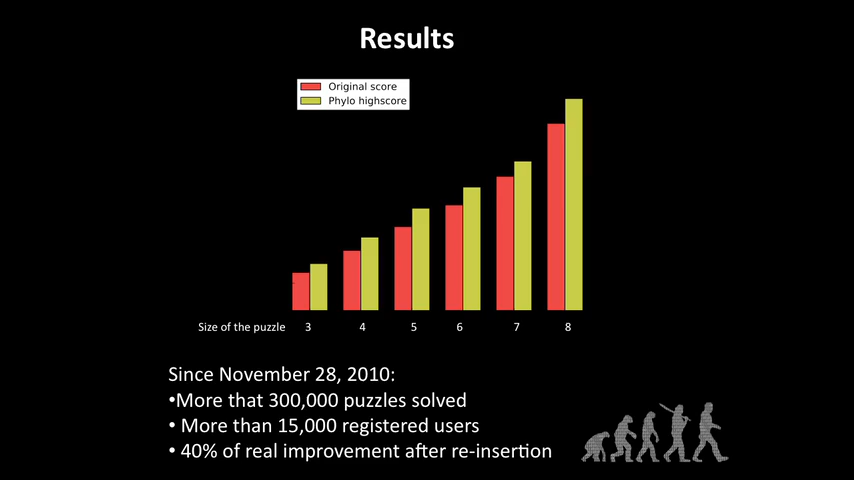 Results
Original score
Phylo highscore
Size of the puzzle 3 4 5 6 7 8
Since November 28, 2010:
•More that 300,000 puzzles solved
• More than 15,000 registered users
• 40% of real improvement after re-insertion